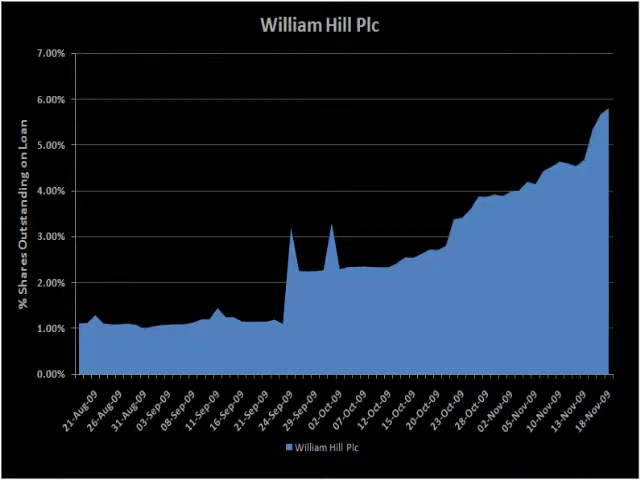 William Hill Plc
7.00%
6.00%
5.00%
4.00%
3.00%
2.00%
1.00%
0.00%
% Shares Outstanding on Loan
21-Aug-09
26-Aug-09
31-Aug-09
03-Sep-09
08-Sep-09
11-Sep-09
16-Sep-09
21-Sep-09
24-Sep-09
29-Sep-09
02-Oct-09
07-Oct-09
12-Oct-09
15-Oct-09
20-Oct-09
23-Oct-09
28-Oct-09
02-Nov-09
05-Nov-09
10-Nov-09
13-Nov-09
18-Nov-09
William Hill Plc